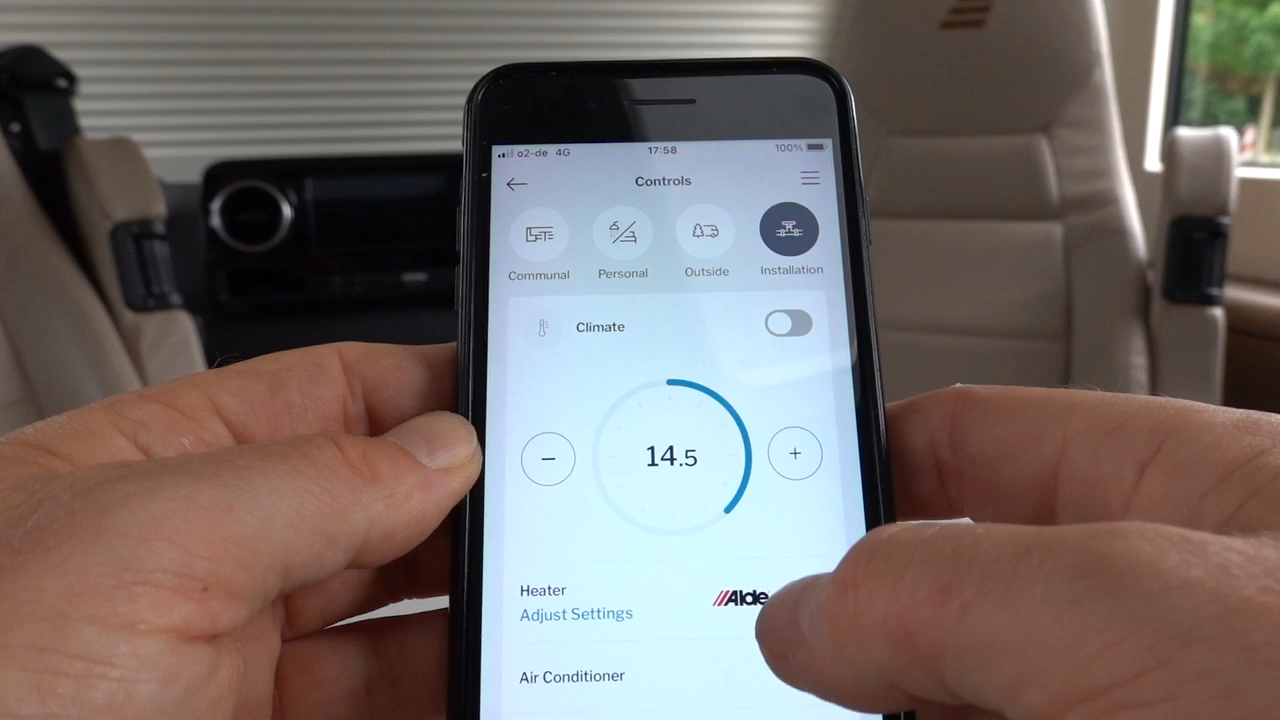 o2-de 4G 17:58 100%
Controls
Communal Personal Outside Installation
Climate
− 14.5 +
Heater
Alde
Adjust Settings
Air Conditioner